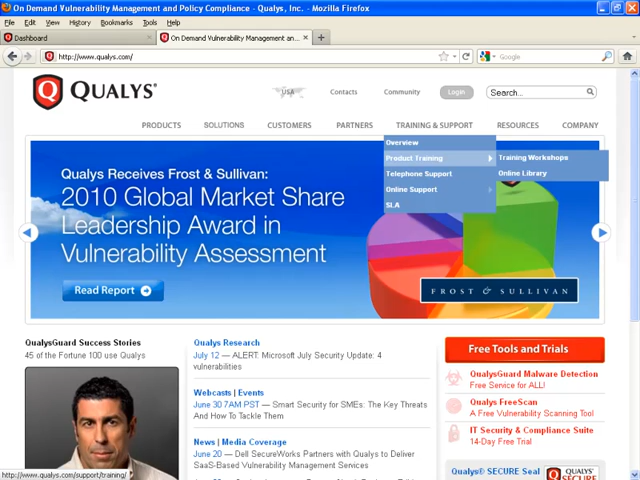 On Demand Vulnerability Management and Policy Compliance - Qualys, Inc. - Mozilla Firefox
File Edit View History Bookmarks Tools Help
Dashboard
On Demand Vulnerability Management an...
http://www.qualys.com/
Google
QUALYS®
USA
Contacts
Community
Login
Search...
PRODUCTS SOLUTIONS CUSTOMERS PARTNERS TRAINING & SUPPORT RESOURCES COMPANY
Overview
Product Training
Telephone Support
Online Support
SLA
Training Workshops
Online Library
Qualys Receives Frost & Sullivan:
2010 Global Market Share
Leadership Award in
Vulnerability Assessment
Read Report
FROST & SULLIVAN
QualysGuard Success Stories
45 of the Fortune 100 use Qualys
Qualys Research
July 12 — ALERT: Microsoft July Security Update: 4
vulnerabilities
Webcasts | Events
June 30 7AM PST — Smart Security for SMEs: The Key Threats
And How To Tackle Them
News | Media Coverage
June 20 — Dell SecureWorks Partners with Qualys to Deliver
SaaS-Based Vulnerability Management Services
Free Tools and Trials
QualysGuard Malware Detection
Free Service for ALL!
Qualys FreeScan
A Free Vulnerability Scanning Tool
IT Security & Compliance Suite
14-Day Free Trial
Qualys® SECURE Seal
QUALYS
SECURE
http://www.qualys.com/support/training/